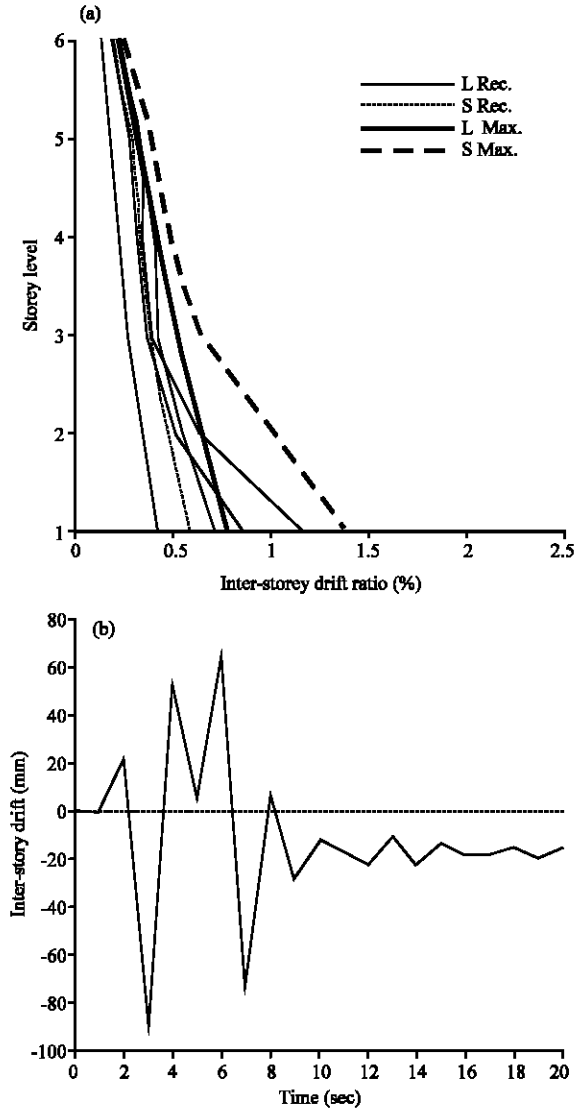 (a)
6
5
4
3
2
1
Storey level
L Rec.
S Rec.
L Max.
S Max.
0 0.5 1 1.5 2 2.5
Inter-storey drift ratio (%)
(b)
80
60
40
20
0
-20
-40
-60
-80
-100
Inter-story drift (mm)
0 2 4 6 8 10 12 14 16 18 20
Time (sec)